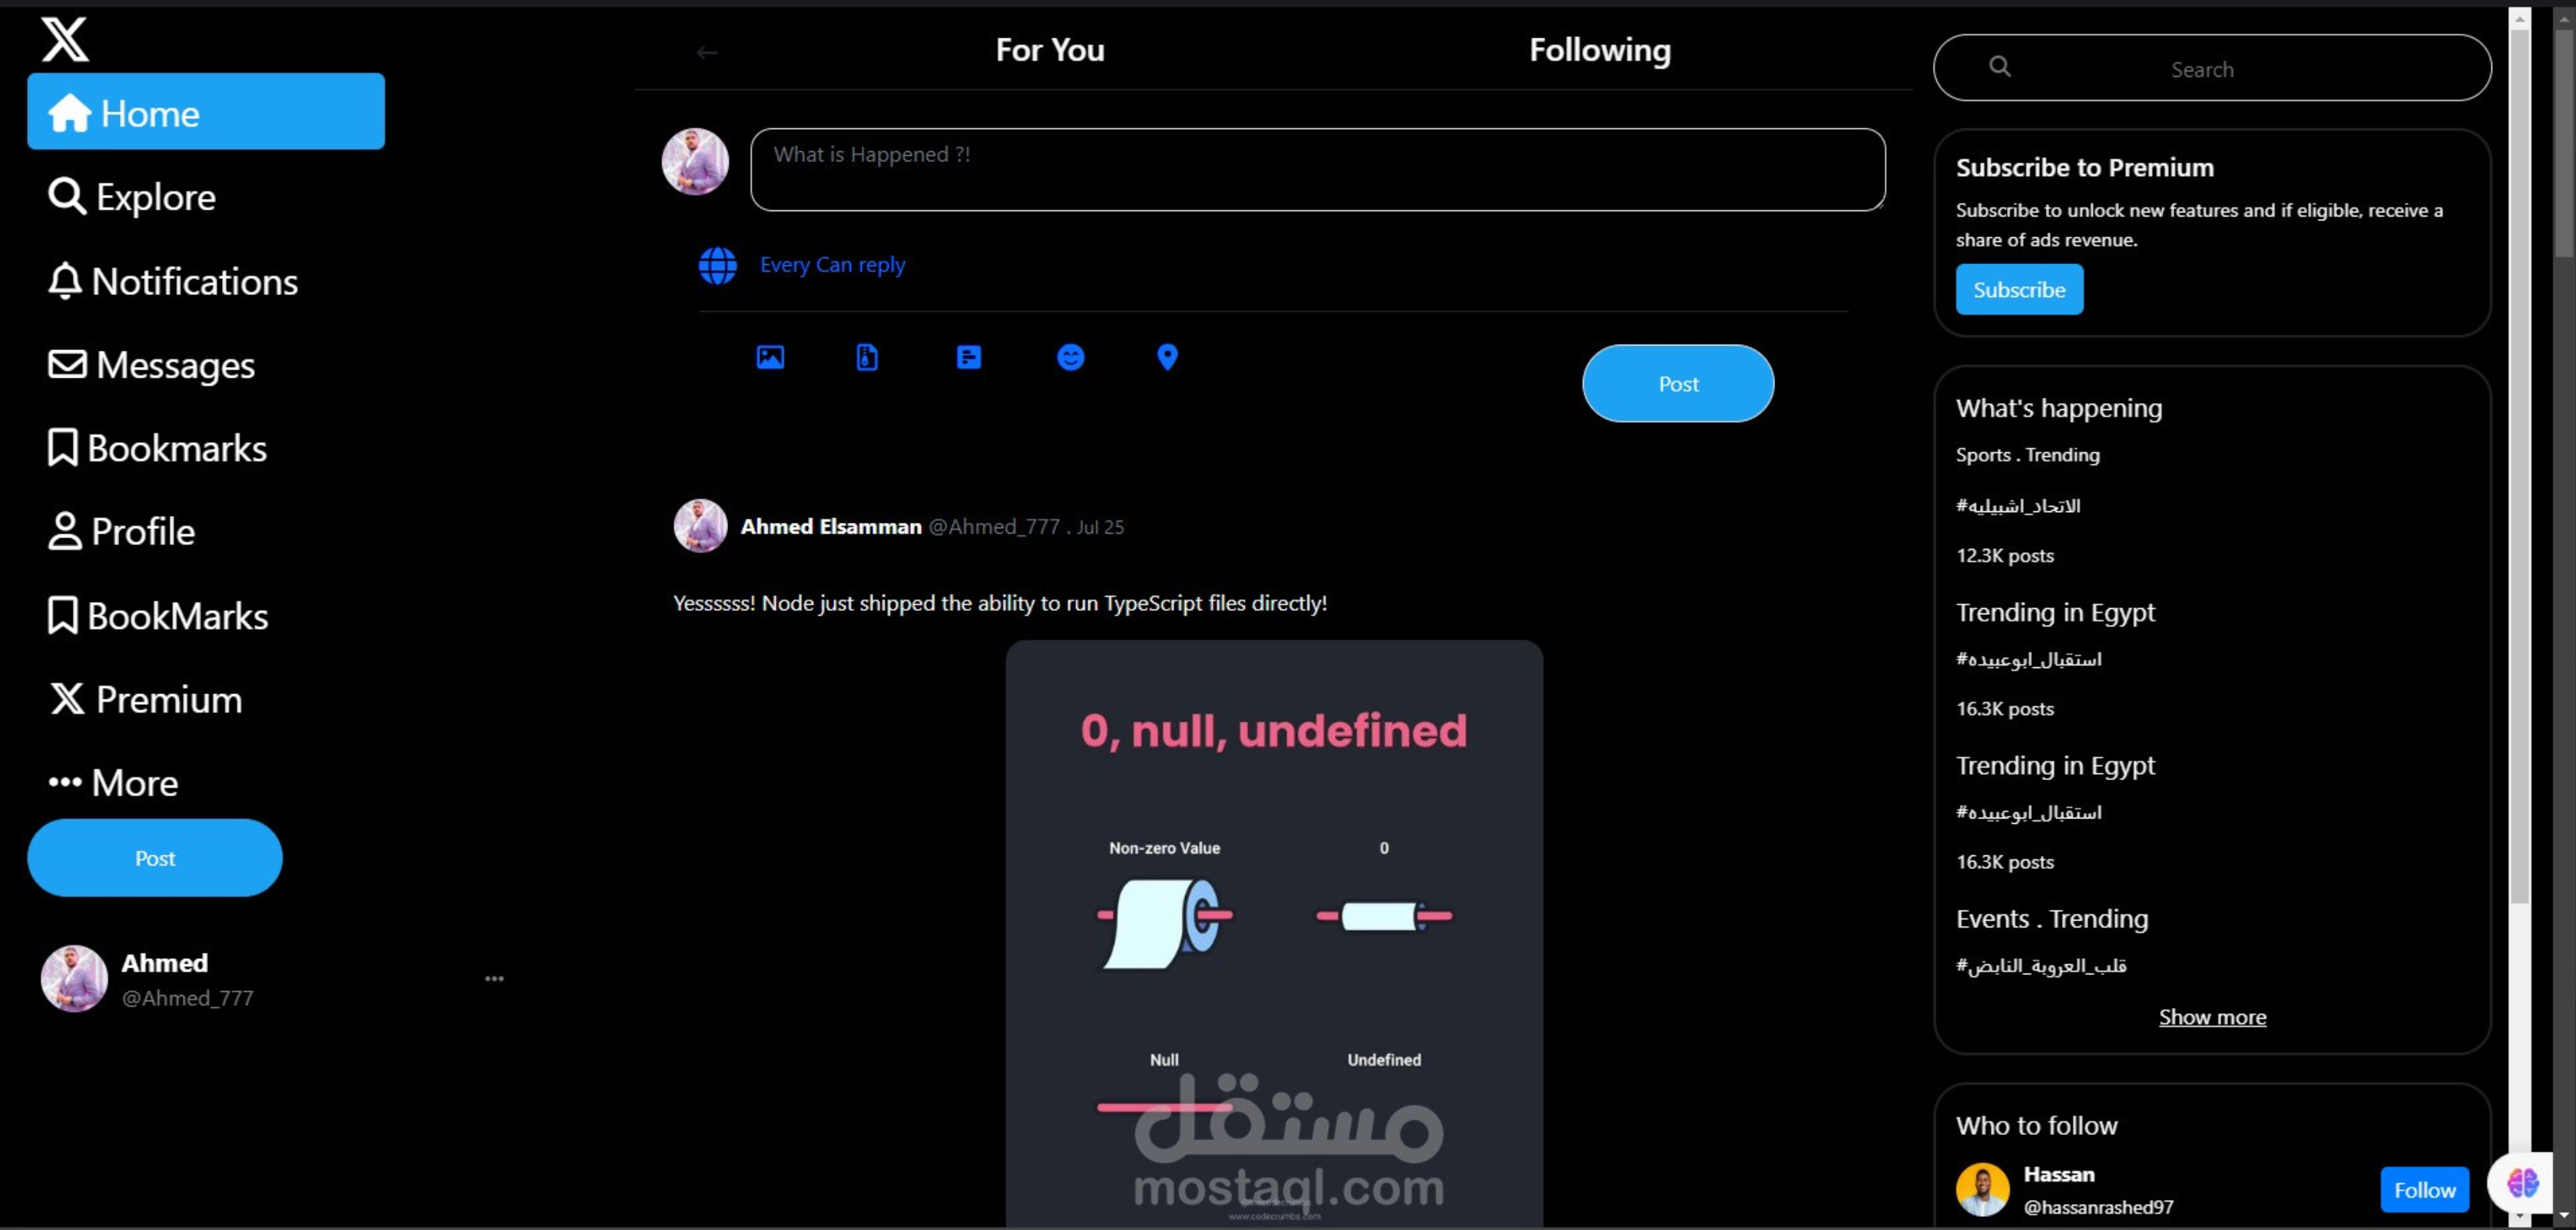 Home
Explore
Notifications
Messages
Bookmarks
Profile
BookMarks
Premium
More
Post
Ahmed
@Ahmed_777
For You
Following
What is Happened ?!
Every Can reply
Post
Ahmed Elsamman @Ahmed_777 . Jul 25
Yessssss! Node just shipped the ability to run TypeScript files directly!
0, null, undefined
Non-zero Value
0
Null
Undefined
مستقل
mostaql.com
www.codecrumbs.com
Search
Subscribe to Premium
Subscribe to unlock new features and if eligible, receive a
share of ads revenue.
Subscribe
What's happening
Sports . Trending
#الاتحاد_اشبيليه
12.3K posts
Trending in Egypt
#استقبال_ابوعبيده
16.3K posts
Trending in Egypt
#استقبال_ابوعبيده
16.3K posts
Events . Trending
#قلب_العروبة_النابض
Show more
Who to follow
Hassan
@hassanrashed97
Follow